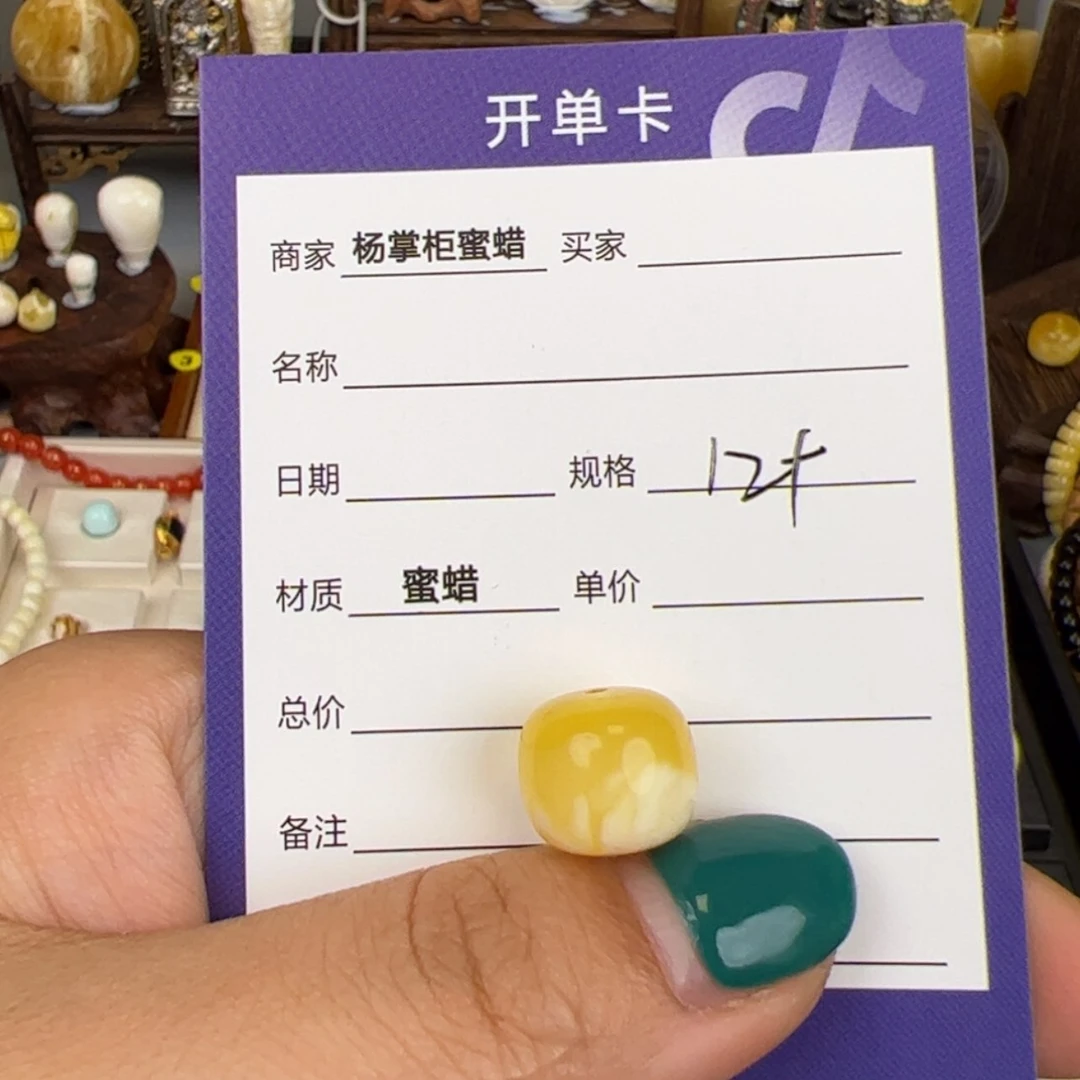 开单卡
商家 杨掌柜蜜蜡 买家
名称
日期 规格 12#
材质 蜜蜡 单价
总价
备注
3